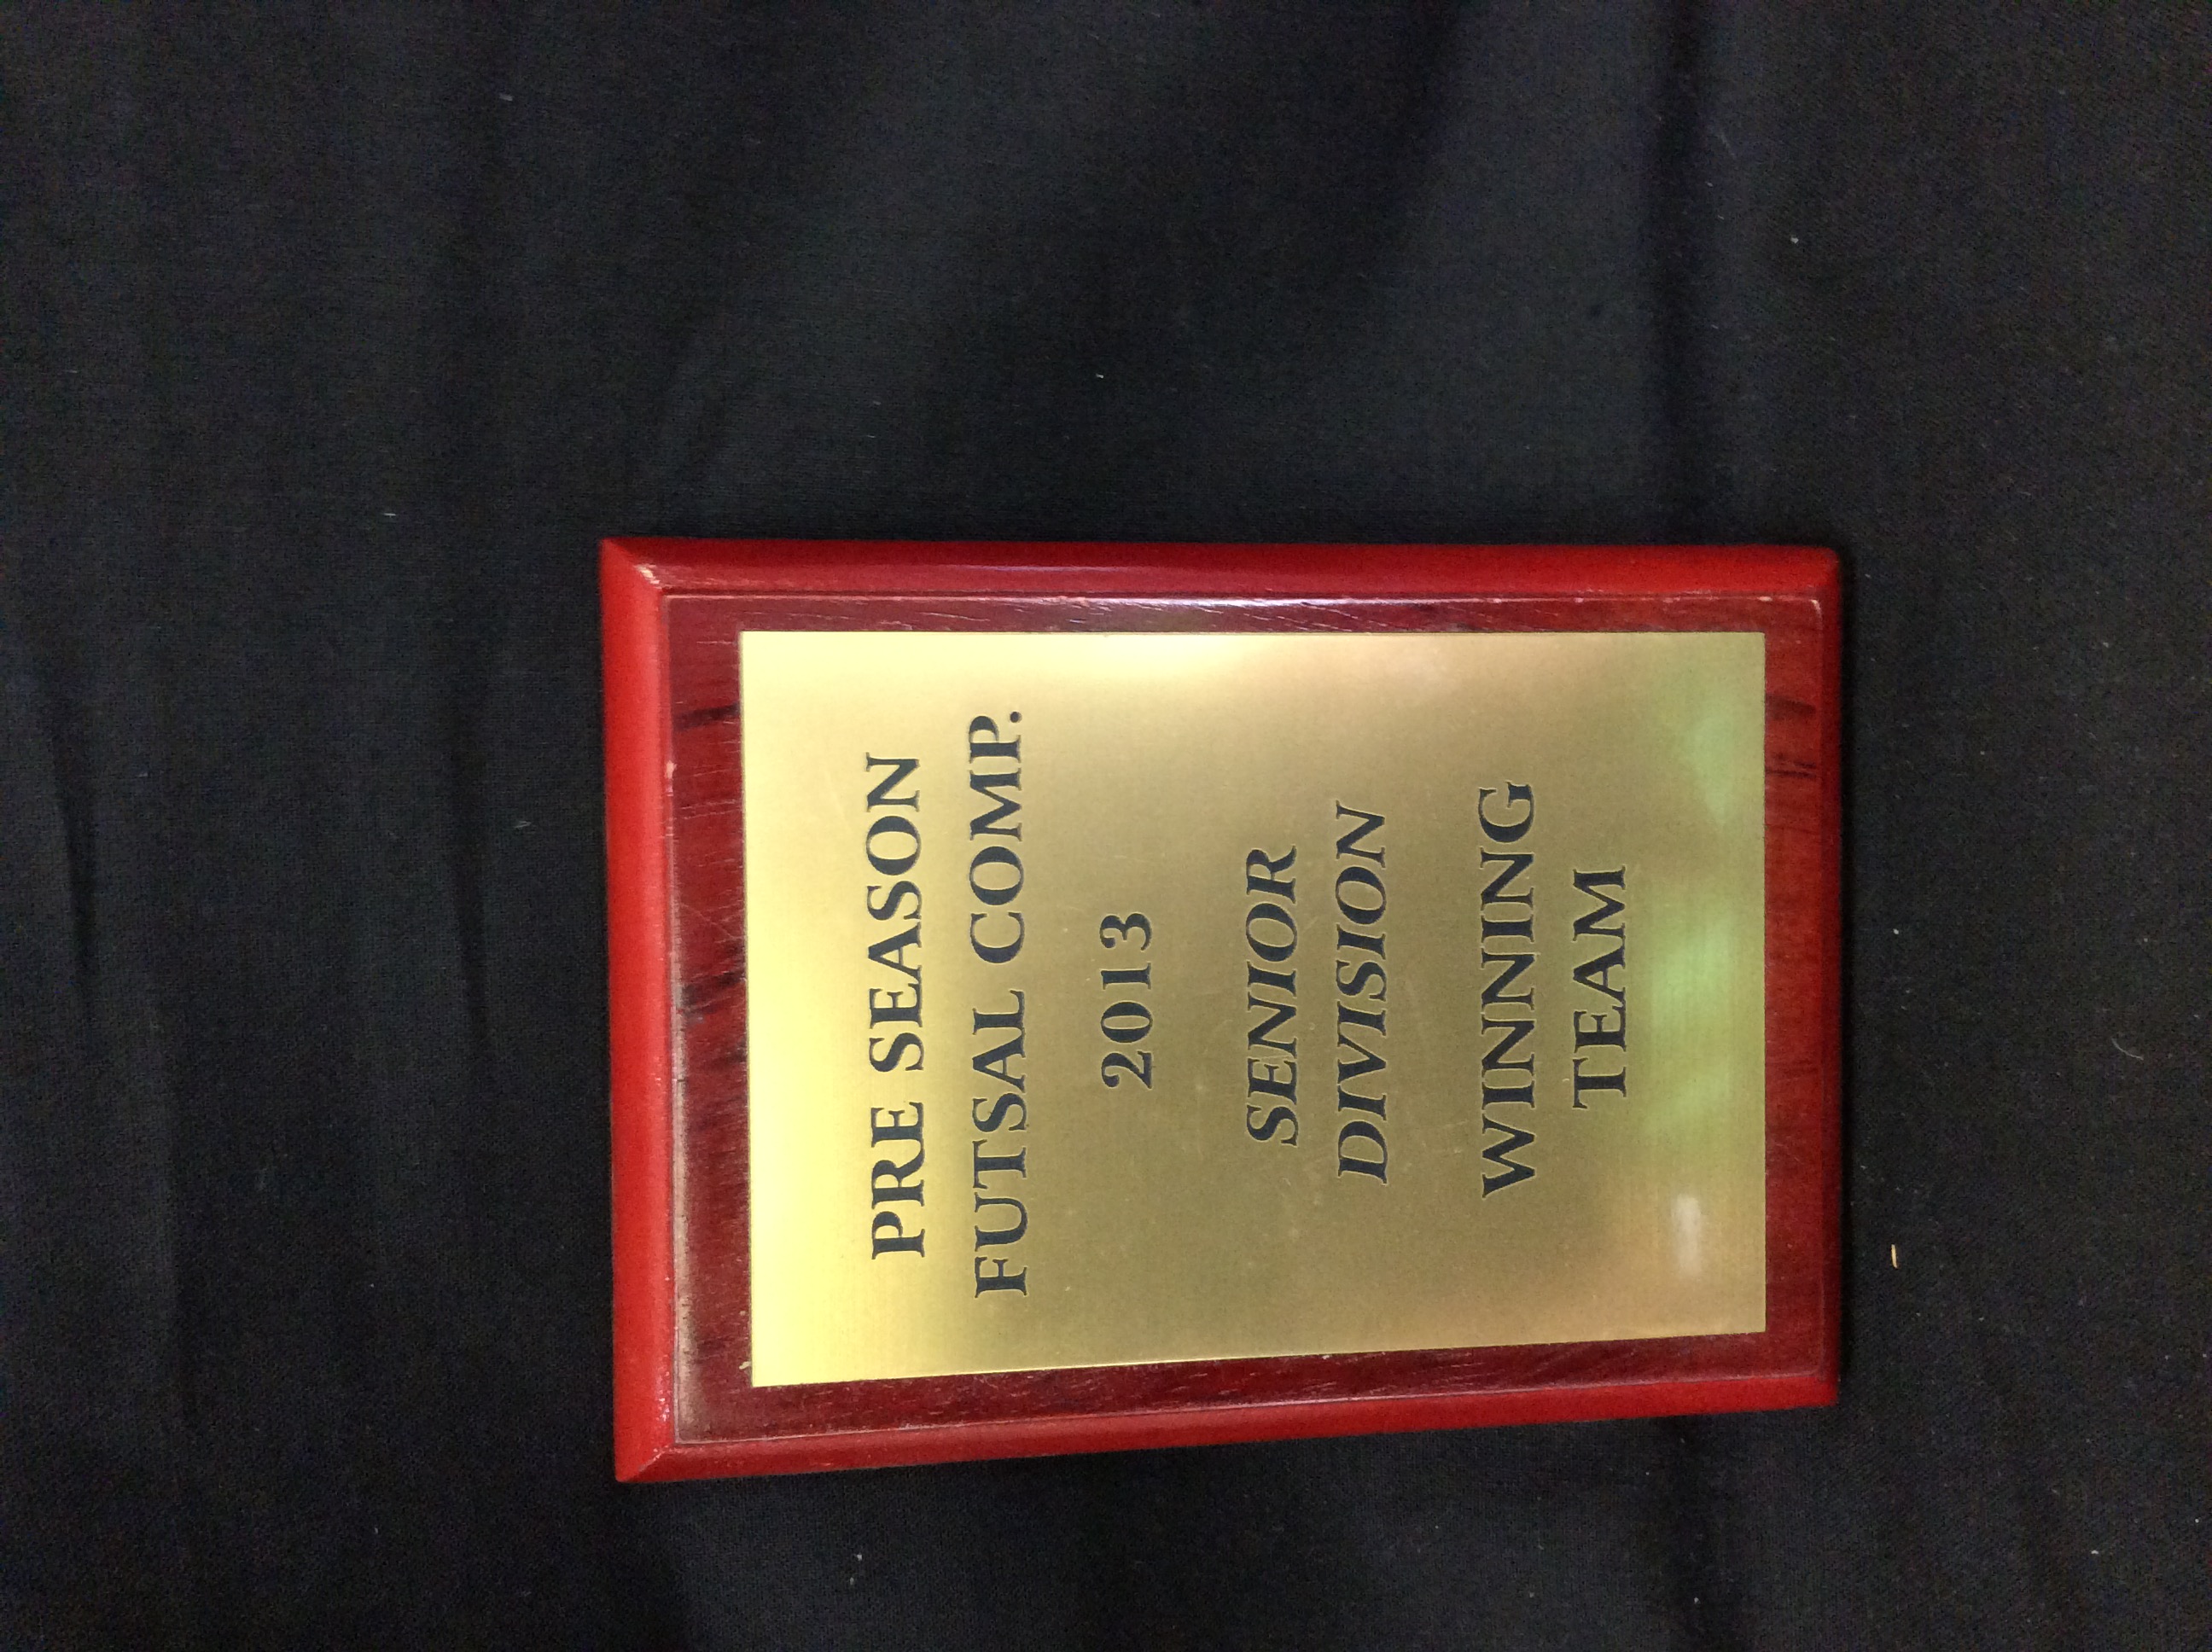 PRE SEASON
FUTSAL COMP.
2013
SENIOR
DIVISION
WINNING
TEAM